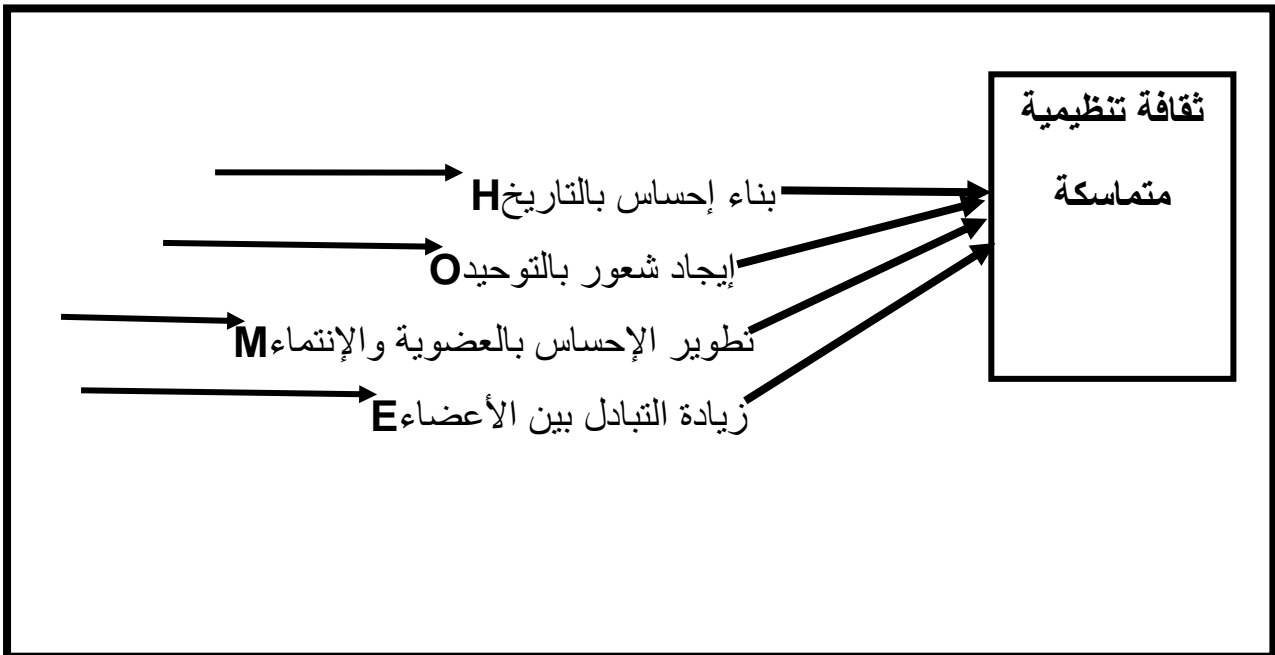 ثقافة تنظيمية
متماسكة
بناء إحساس بالتاريخH
إيجاد شعور بالتوحيدO
تطوير الإحساس بالعضوية والإنتماءM
زيادة التبادل بين الأعضاءE